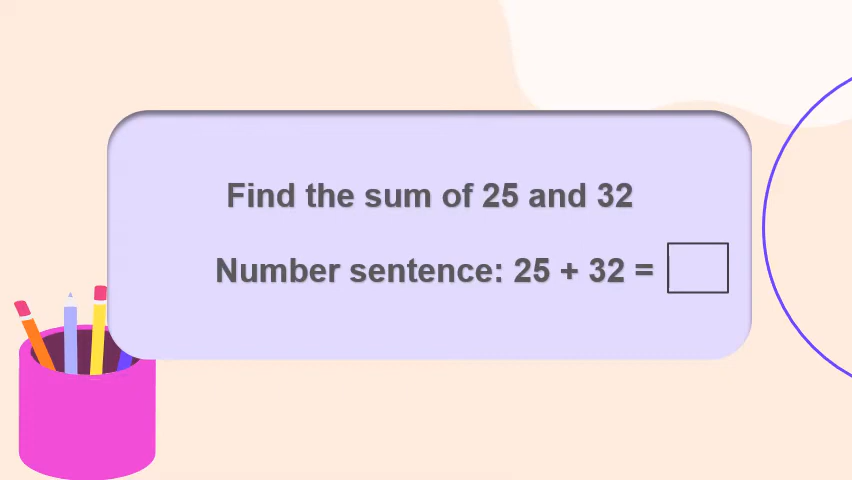 Find the sum of 25 and 32
Number sentence: 25 + 32 =